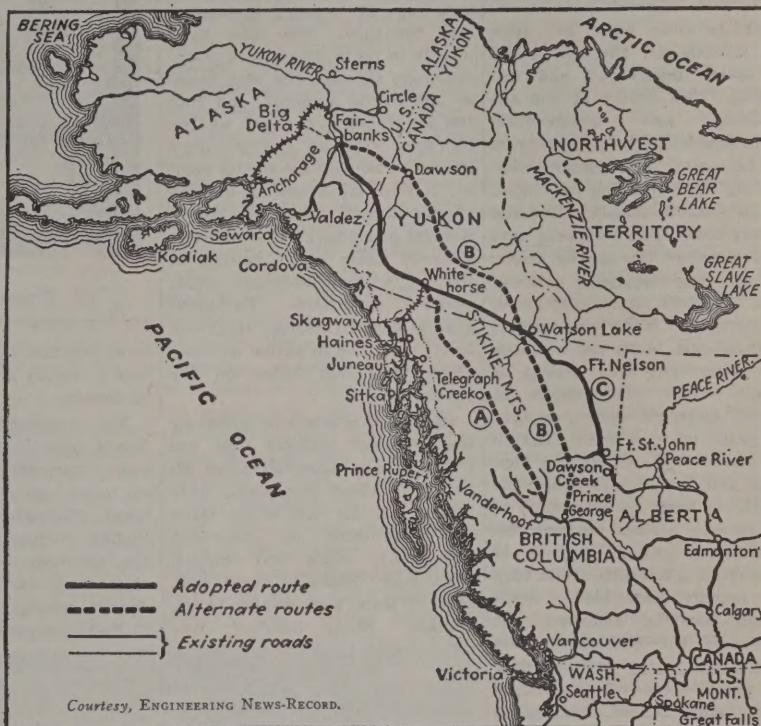 BERING
SEA
YUKON RIVER
Sterns
ALASKA
YUKON
ARCTIC OCEAN
U.S.
CANADA
Circle
ALASKA
Big
Delta
Fair-
banks
NORTHWEST
Dawson
Anchorage
MACKENZIE RIVER
GREAT
BEAR
LAKE
YUKON
TERRITORY
Valdez
B
Seward
Kodiak
Cordova
GREAT
SLAVE
LAKE
White-
horse
Skagway
Watson Lake
Haines
STIKINE MTS.
Juneau
Ft. Nelson
PACIFIC OCEAN
Telegraph
Creek
PEACE RIVER
Sitka
A
C
B
Ft. St. John
Prince Rupert
Dawson
Creek
Peace River
Vanderhoof
Prince
George
ALBERTA
BRITISH
COLUMBIA
Edmonton
Adopted route
Alternate routes
Existing roads
Calgary
Vancouver
CANADA
Victoria
WASH.
U.S.
MONT.
Seattle
Spokane
Great Falls
Courtesy, ENGINEERING NEWS-RECORD.